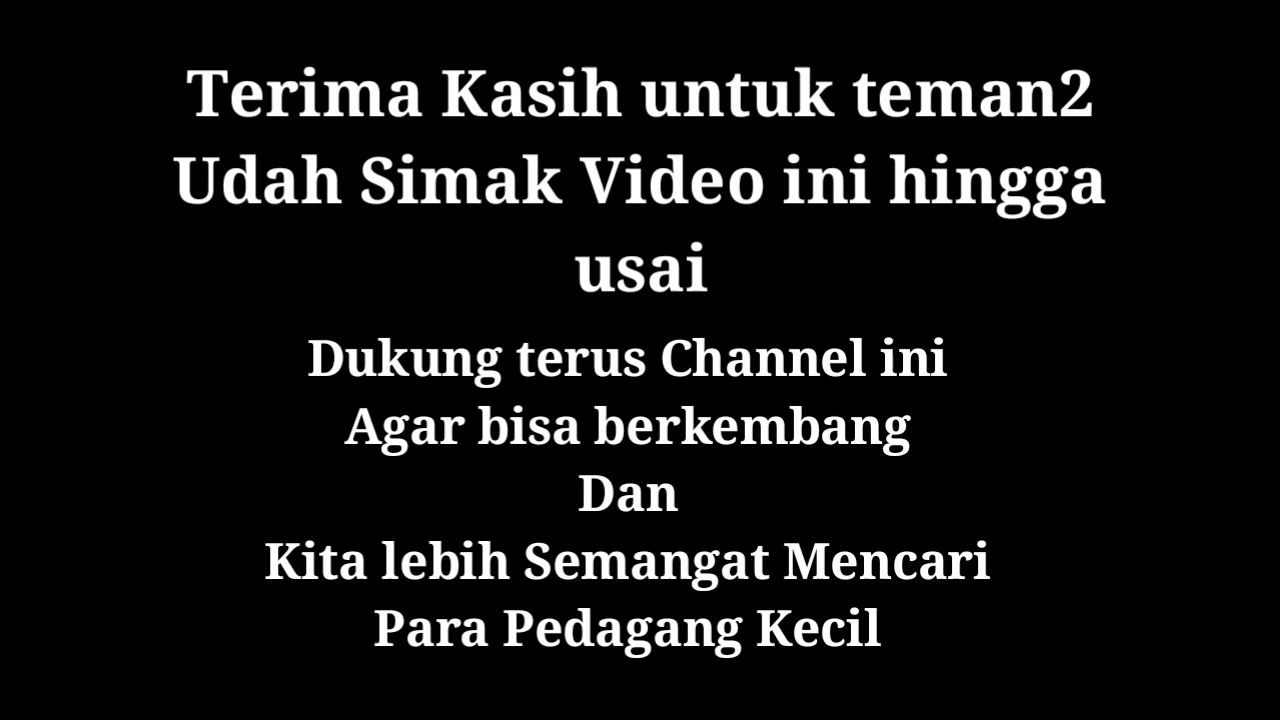 Terima Kasih untuk teman2
Udah Simak Video ini hingga
usai
Dukung terus Channel ini
Agar bisa berkembang
Dan
Kita lebih Semangat Mencari
Para Pedagang Kecil